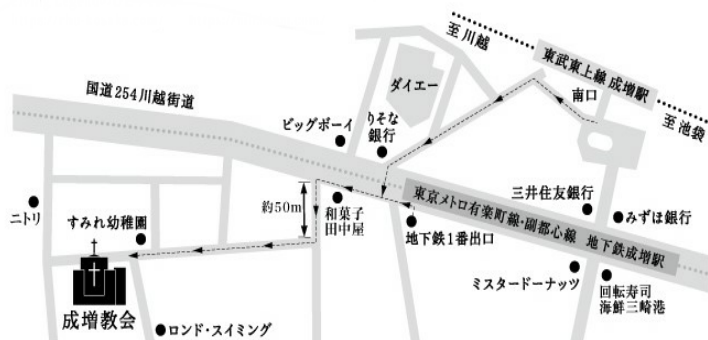 至川越
東武東上線 成増駅
南口
至池袋
国道254川越街道
ダイエー
ビッグボーイ
りそな
銀行
ニトリ
すみれ幼稚園
約50m
和菓子
田中屋
地下鉄1番出口
東京メトロ有楽町線・副都心線 地下鉄成増駅
三井住友銀行
みずほ銀行
ミスタードーナッツ
回転寿司
海鮮三崎港
成増教会
ロンド・スイミング